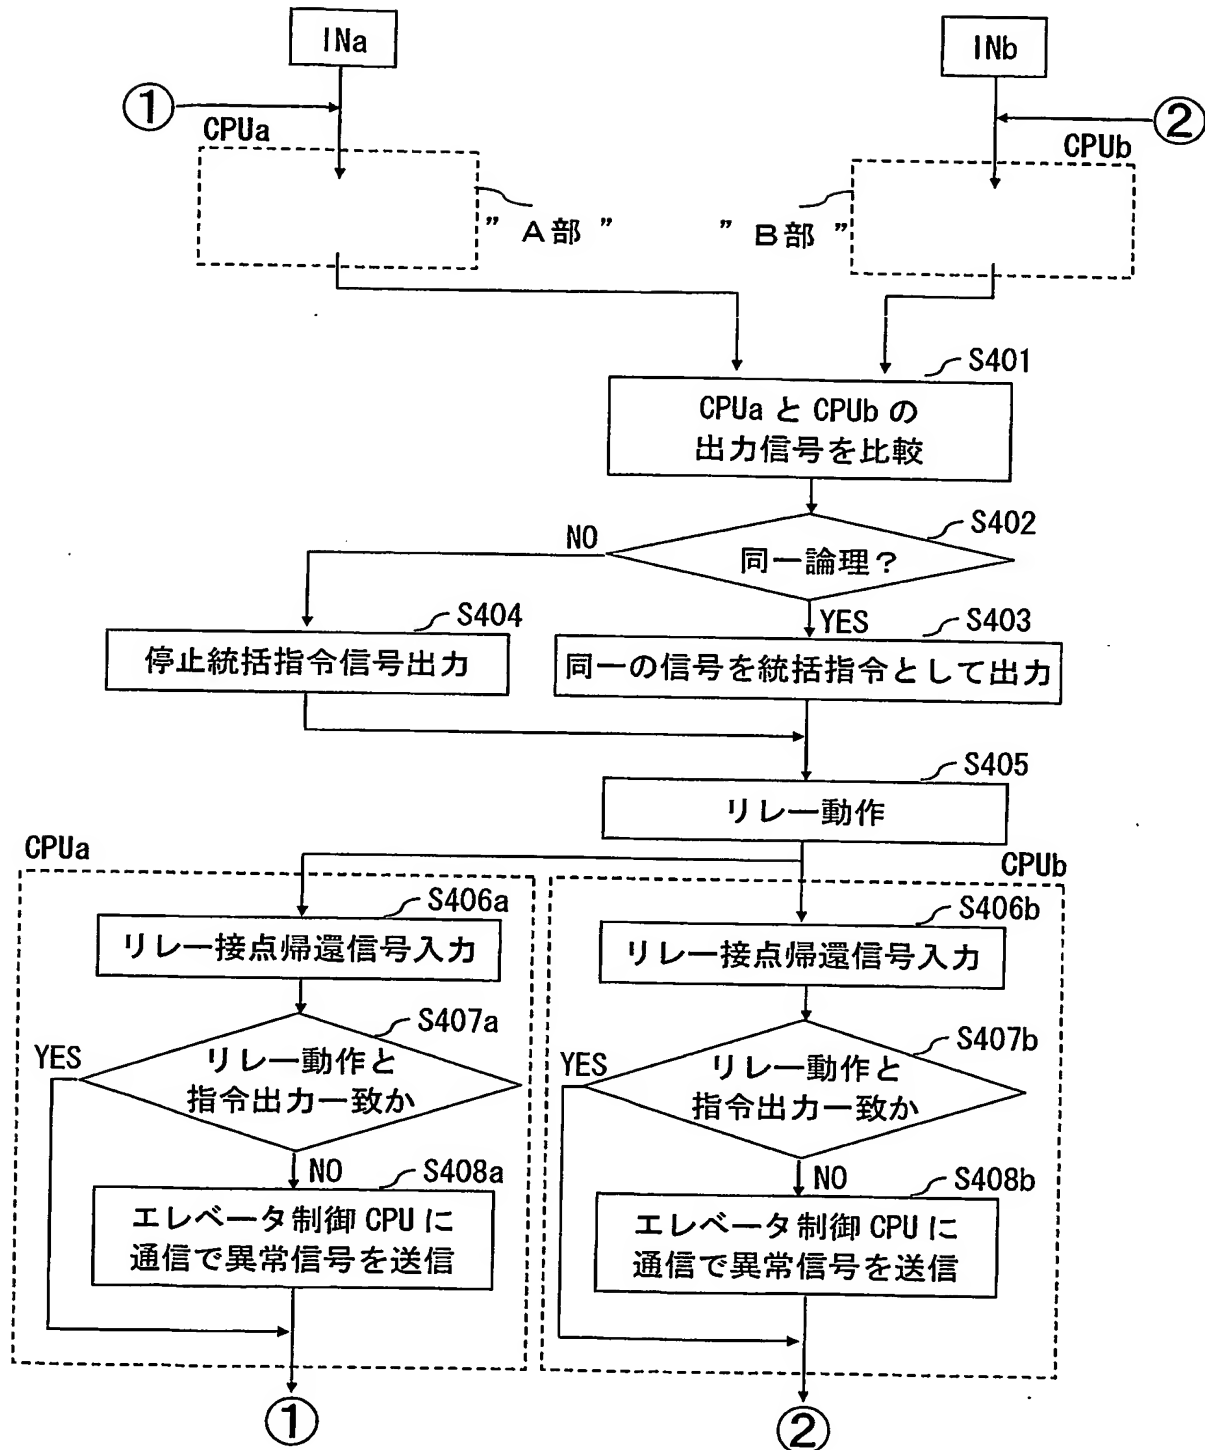 INa
INb
①
②
CPUa
CPUb
” A部 ”
” B部 ”
S401
CPUa と CPUb の
出力信号を比較
S402
NO
同一論理?
YES
S404
S403
停止統括指令信号出力
同一の信号を統括指令として出力
S405
リレー動作
CPUa
CPUb
S406a
リレー接点帰還信号入力
S406b
リレー接点帰還信号入力
S407a
YES
リレー動作と
指令出力一致か
S407b
YES
リレー動作と
指令出力一致か
NO
S408a
エレベータ制御 CPU に
通信で異常信号を送信
NO
S408b
エレベータ制御 CPU に
通信で異常信号を送信
①
②